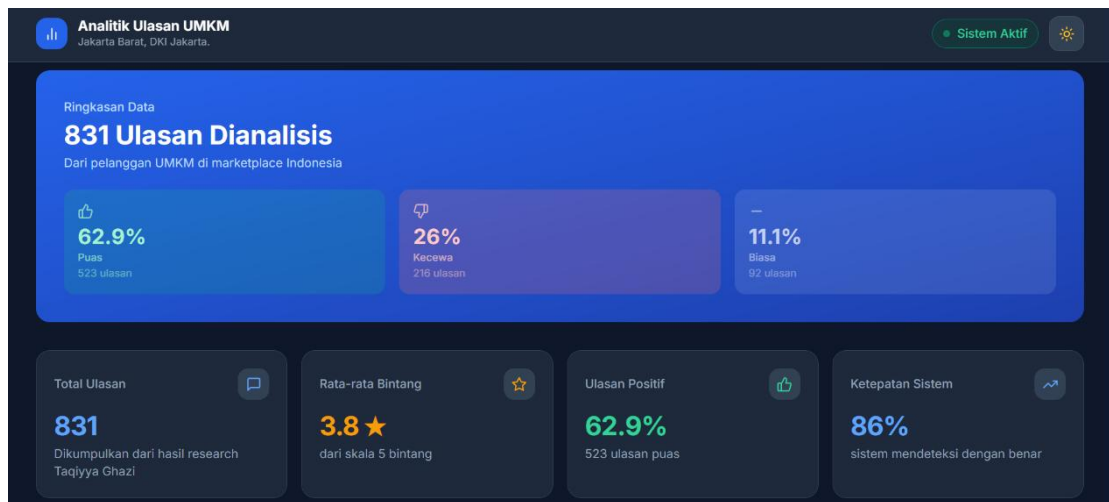 Analitik Ulasan UMKM
Jakarta Barat, DKI Jakarta.
Sistem Aktif
Ringkasan Data
831 Ulasan Dianalisis
Dari pelanggan UMKM di marketplace Indonesia
62.9%
Puas
523 ulasan
26%
Kecewa
216 ulasan
11.1%
Biasa
92 ulasan
Total Ulasan
831
Dikumpulkan dari hasil research
Taqiyya Ghazi
Rata-rata Bintang
3.8 ★
dari skala 5 bintang
Ulasan Positif
62.9%
523 ulasan puas
Ketepatan Sistem
86%
sistem mendeteksi dengan benar